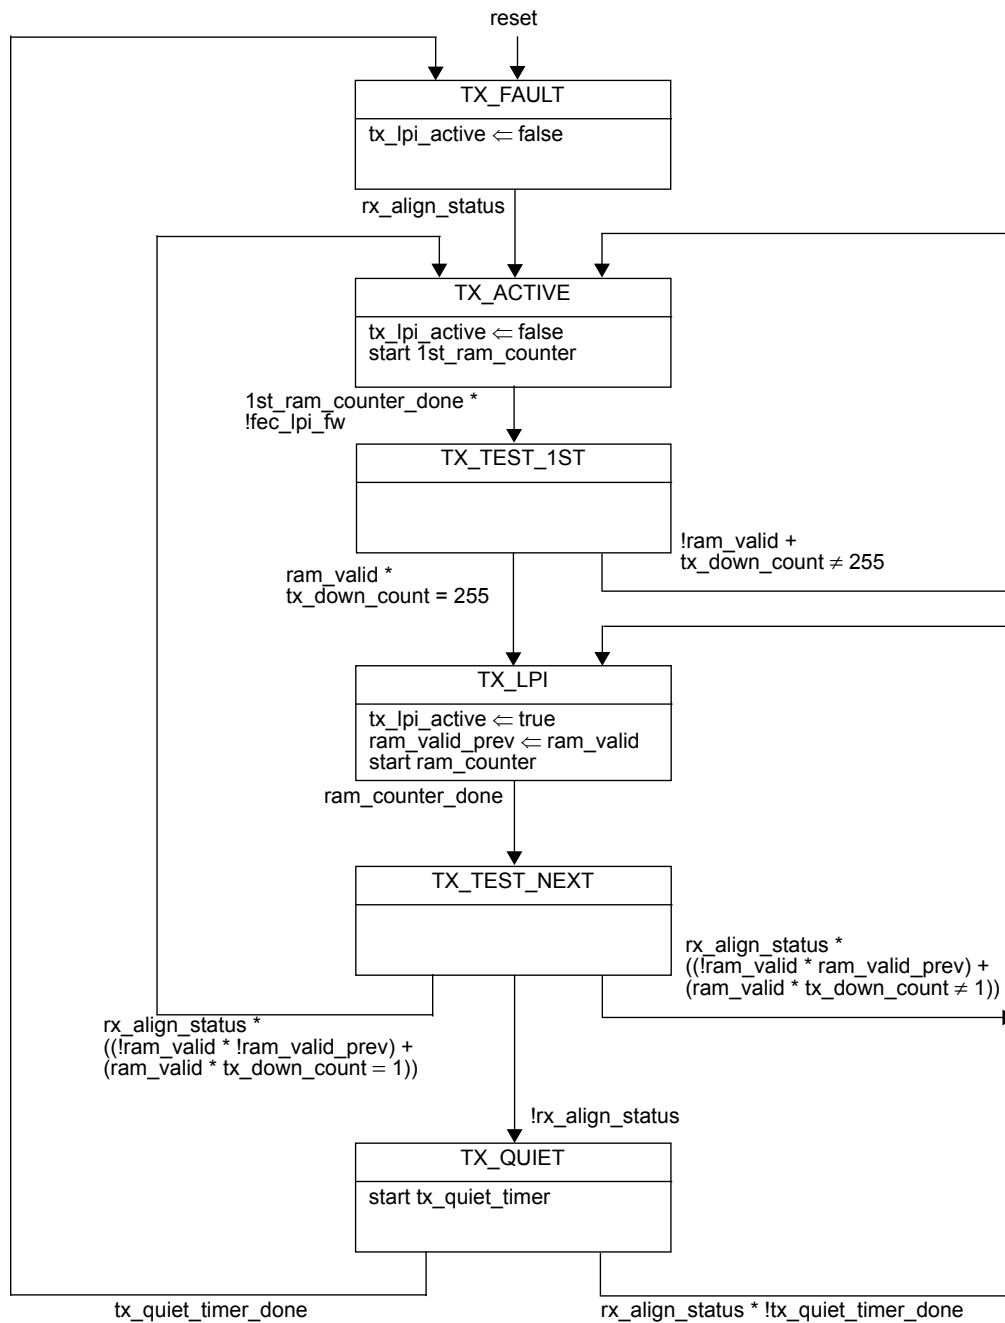 reset
TX_FAULT
tx_lpi_active ⇐ false
rx_align_status
TX_ACTIVE
tx_lpi_active ⇐ false
start 1st_ram_counter
1st_ram_counter_done *
!fec_lpi_fw
TX_TEST_1ST
!ram_valid +
tx_down_count ≠ 255
ram_valid *
tx_down_count = 255
TX_LPI
tx_lpi_active ⇐ true
ram_valid_prev ⇐ ram_valid
start ram_counter
ram_counter_done
TX_TEST_NEXT
rx_align_status *
((!ram_valid * ram_valid_prev) +
(ram_valid * tx_down_count ≠ 1))
rx_align_status *
((!ram_valid * !ram_valid_prev) +
(ram_valid * tx_down_count = 1))
!rx_align_status
TX_QUIET
start tx_quiet_timer
tx_quiet_timer_done
rx_align_status * !tx_quiet_timer_done